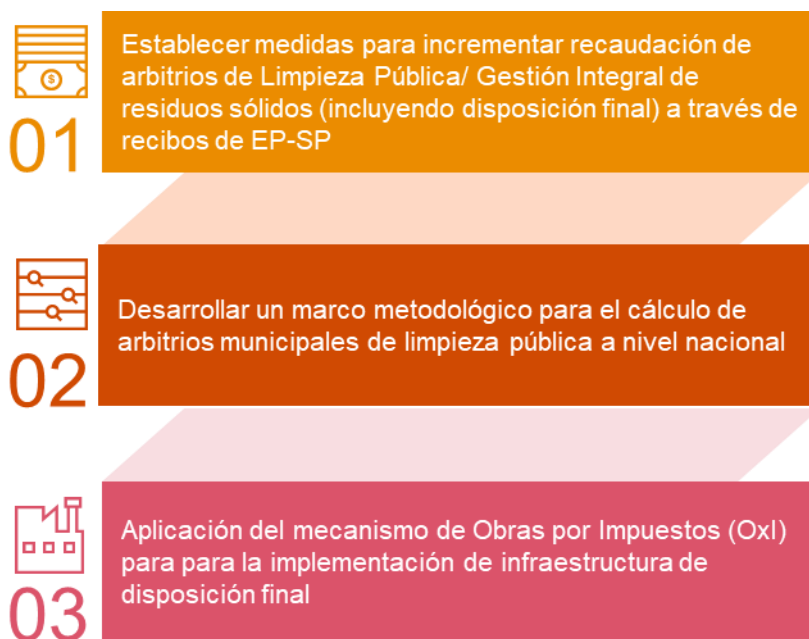 01
Establecer medidas para incrementar recaudación de
arbitrios de Limpieza Pública/ Gestión Integral de
residuos sólidos (incluyendo disposición final) a través de
recibos de EP-SP
02
Desarrollar un marco metodológico para el cálculo de
arbitrios municipales de limpieza pública a nivel nacional
03
Aplicación del mecanismo de Obras por Impuestos (OxI)
para para la implementación de infraestructura de
disposición final